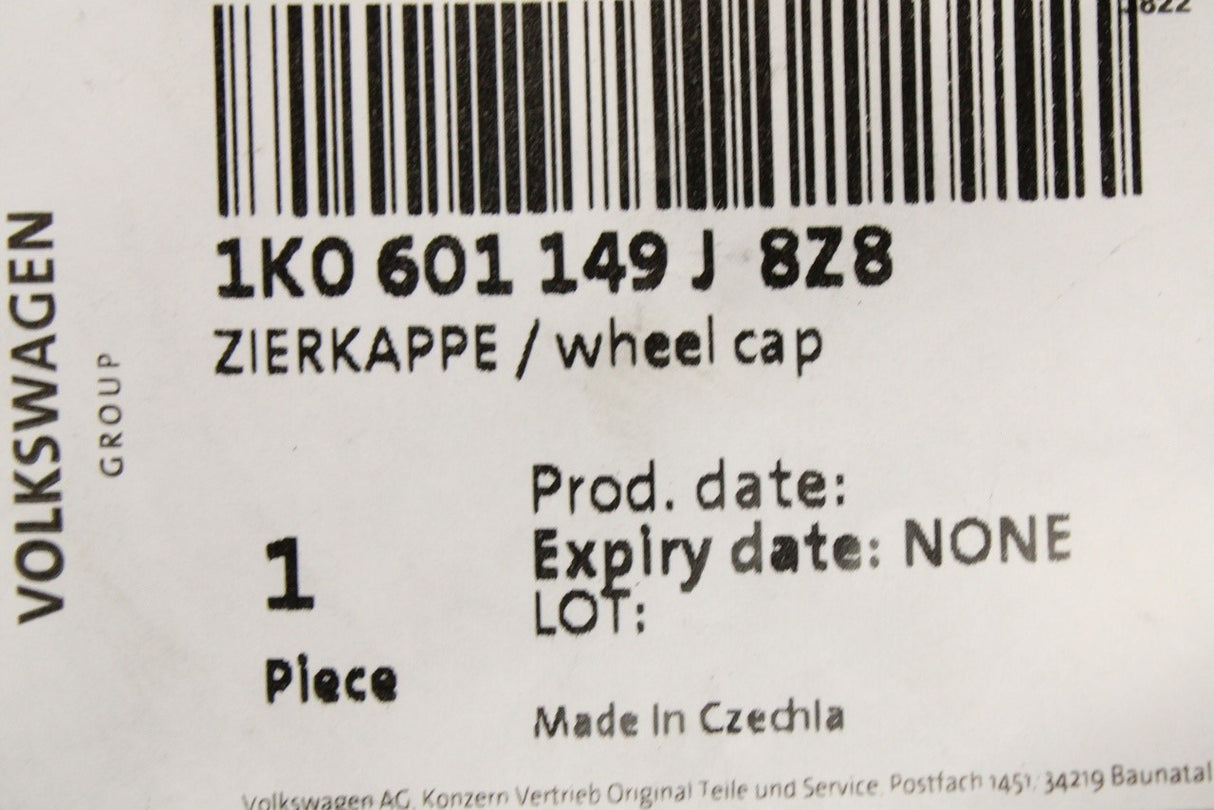 1K0 601 149 J 8Z8
ZIERKAPPE / wheel cap
VOLKSWAGEN
GROUP
Prod. date:
Expiry date: NONE
LOT:
1
Piece
Made In Czechia
Volkswagen AG, Konzern Vertrieb Original Teile und Service, Postfach 1451, 34219 Baunatal